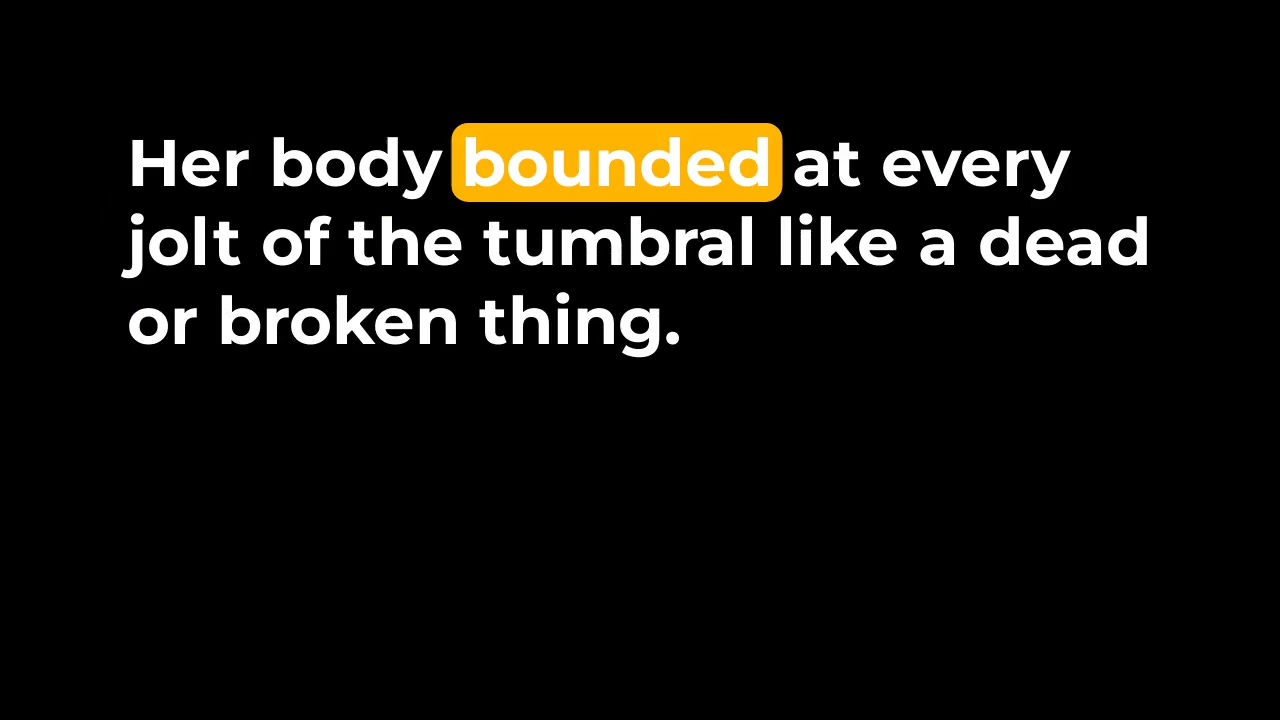 Her body bounded at every
jolt of the tumbral like a dead
or broken thing.